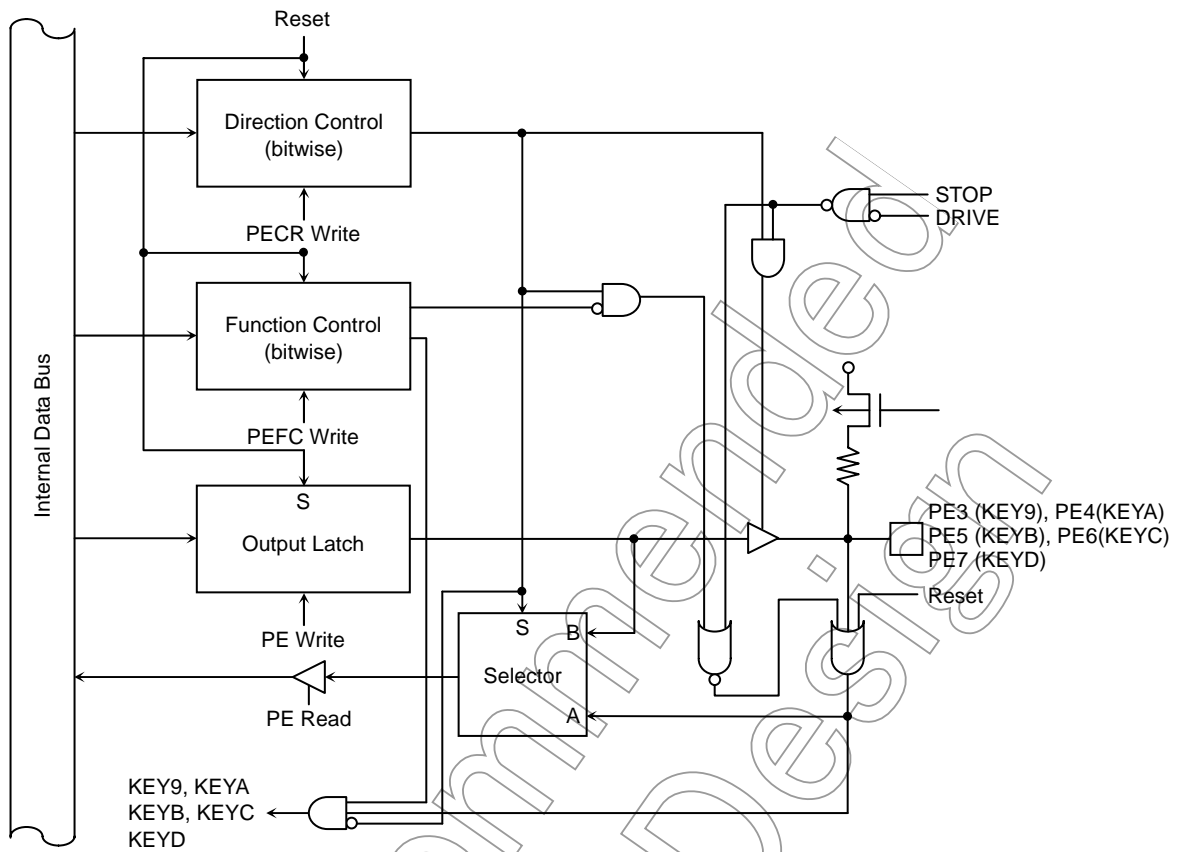 Reset
Direction Control
(bitwise)
STOP
DRIVE
PECR Write
Internal Data Bus
Function Control
(bitwise)
PEFC Write
S
Output Latch
PE3 (KEY9), PE4(KEYA)
PE5 (KEYB), PE6(KEYC)
PE7 (KEYD)
Reset
PE Write
S
B
Selector
A
PE Read
KEY9, KEYA
KEYB, KEYC
KEYD
mmended
Design